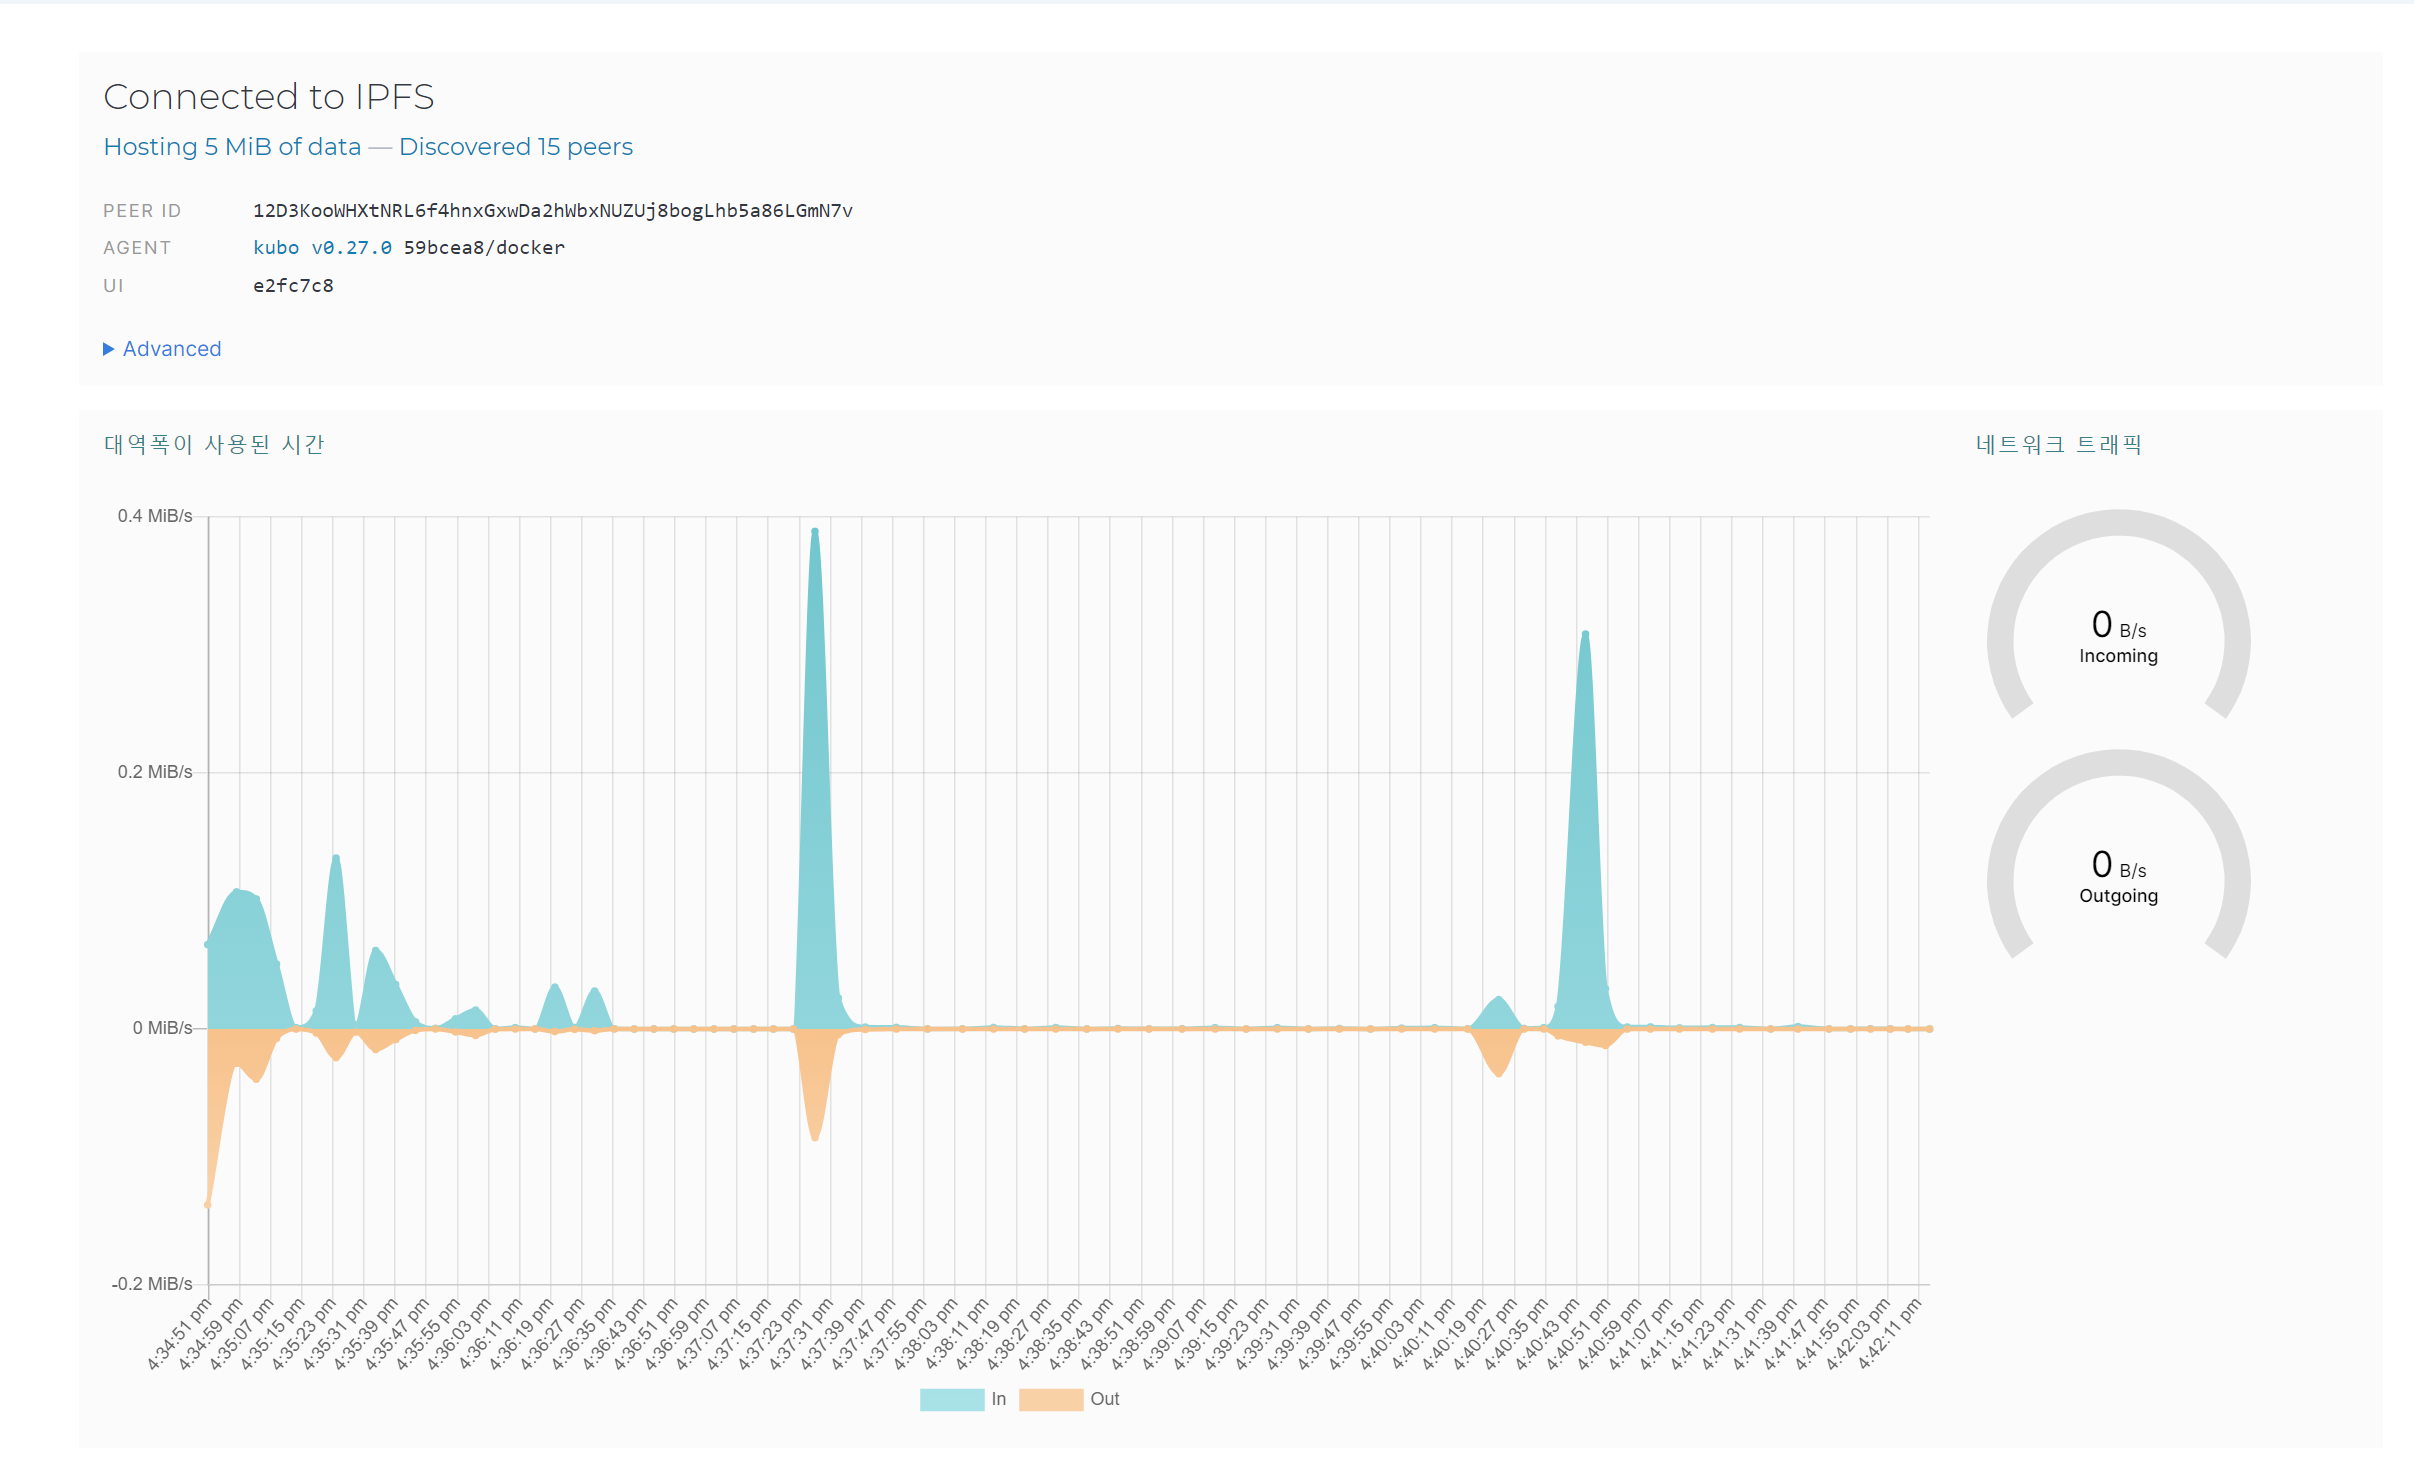 Connected to IPFS
Hosting 5 MiB of data — Discovered 15 peers
PEER ID 12D3KooWHXtNRL6f4hnxGxwDa2hWbxNUZUj8bogLhb5a86LGmN7v
AGENT kubo v0.27.0 59bcea8/docker
UI e2fc7c8
▶ Advanced
대역폭이 사용된 시간
0.4 MiB/s
0.2 MiB/s
0 MiB/s
-0.2 MiB/s
4:34:51 pm
4:34:59 pm
4:35:07 pm
4:35:15 pm
4:35:23 pm
4:35:31 pm
4:35:39 pm
4:35:47 pm
4:35:55 pm
4:36:03 pm
4:36:11 pm
4:36:19 pm
4:36:27 pm
4:36:35 pm
4:36:43 pm
4:36:51 pm
4:36:59 pm
4:37:07 pm
4:37:15 pm
4:37:23 pm
4:37:31 pm
4:37:39 pm
4:37:47 pm
4:37:55 pm
4:38:03 pm
4:38:11 pm
4:38:19 pm
4:38:27 pm
4:38:35 pm
4:38:43 pm
4:38:51 pm
4:38:59 pm
4:39:07 pm
4:39:15 pm
4:39:23 pm
4:39:31 pm
4:39:39 pm
4:39:47 pm
4:39:55 pm
4:40:03 pm
4:40:11 pm
4:40:19 pm
4:40:27 pm
4:40:35 pm
4:40:43 pm
4:40:51 pm
4:40:59 pm
4:41:07 pm
4:41:15 pm
4:41:23 pm
4:41:31 pm
4:41:39 pm
4:41:47 pm
4:41:55 pm
4:42:03 pm
4:42:11 pm
In Out
네트워크 트래픽
0 B/s
Incoming
0 B/s
Outgoing